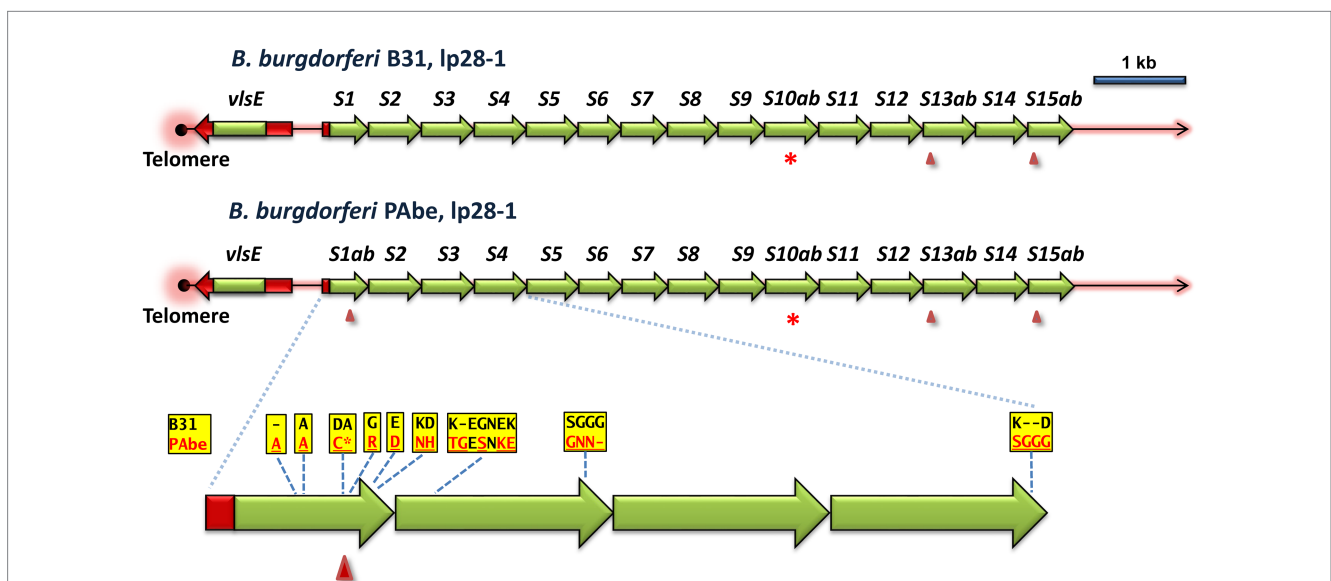 B. burgdorferi B31, lp28-1
1 kb
vlsE S1 S2 S3 S4 S5 S6 S7 S8 S9 S10ab S11 S12 S13ab S14 S15ab
Telomere
*
B. burgdorferi PAbe, lp28-1
vlsE S1ab S2 S3 S4 S5 S6 S7 S8 S9 S10ab S11 S12 S13ab S14 S15ab
Telomere
*
B31 - A DA G E KD K-EGNEK SGGG K--D
PAbe A A C* R D NH TGESNKE GNN- SGGG